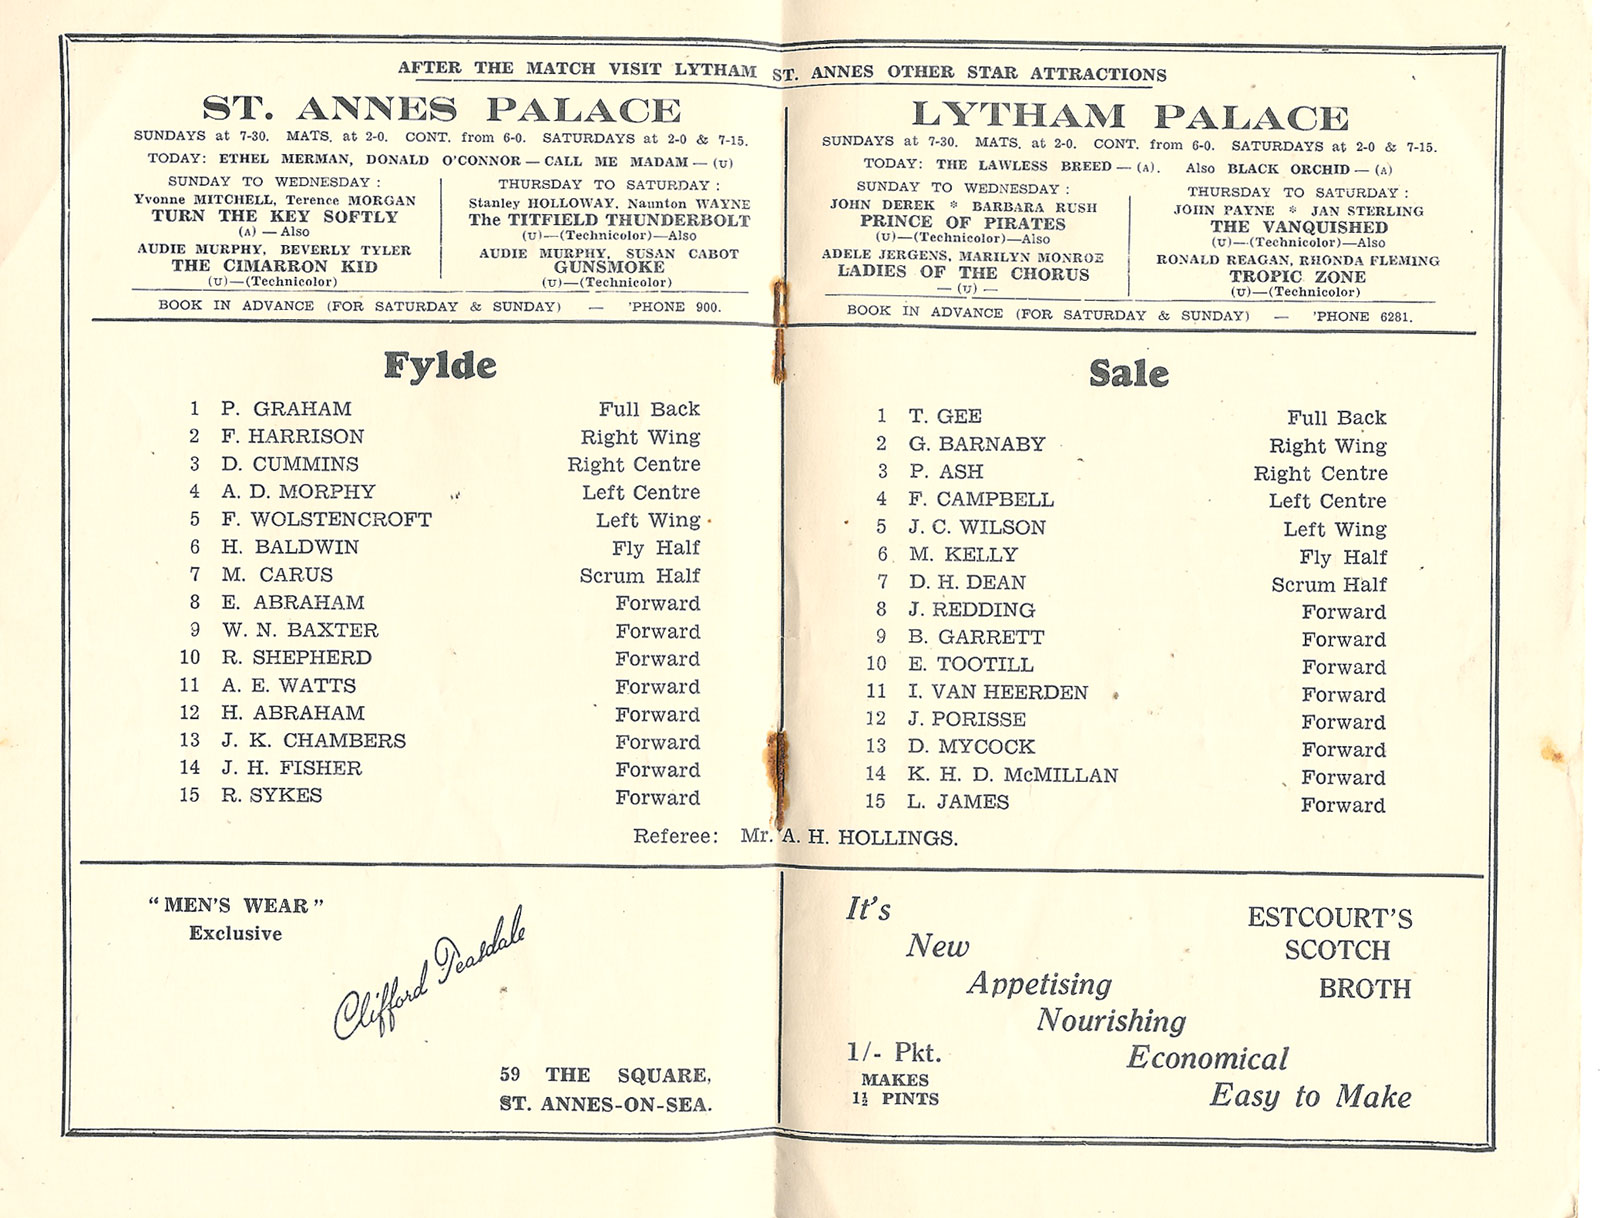 AFTER THE MATCH VISIT LYTHAM ST. ANNES OTHER STAR ATTRACTIONS
ST. ANNES PALACE
SUNDAYS at 7-30. MATS. at 2-0. CONT. from 6-0. SATURDAYS at 2-0 & 7-15.
TODAY: ETHEL MERMAN, DONALD O'CONNOR — CALL ME MADAM — (U)
SUNDAY TO WEDNESDAY :
Yvonne MITCHELL, Terence MORGAN
TURN THE KEY SOFTLY
(A) — Also
AUDIE MURPHY, BEVERLY TYLER
THE CIMARRON KID
(U)—(Technicolor)
THURSDAY TO SATURDAY :
Stanley HOLLOWAY, Naunton WAYNE
The TITFIELD THUNDERBOLT
(U)—(Technicolor)—Also
AUDIE MURPHY, SUSAN CABOT
GUNSMOKE
(U)—(Technicolor)
BOOK IN ADVANCE (FOR SATURDAY & SUNDAY) — 'PHONE 900.
LYTHAM PALACE
SUNDAYS at 7-30. MATS. at 2-0. CONT. from 6-0. SATURDAYS at 2-0 & 7-15.
TODAY: THE LAWLESS BREED — (A). Also BLACK ORCHID — (A)
SUNDAY TO WEDNESDAY :
JOHN DEREK * BARBARA RUSH
PRINCE OF PIRATES
(U)—(Technicolor)—Also
ADELE JERGENS, MARILYN MONROE
LADIES OF THE CHORUS
— (U) —
THURSDAY TO SATURDAY :
JOHN PAYNE * JAN STERLING
THE VANQUISHED
(U)—(Technicolor)—Also
RONALD REAGAN, RHONDA FLEMING
TROPIC ZONE
(U)—(Technicolor)
BOOK IN ADVANCE (FOR SATURDAY & SUNDAY) — 'PHONE 6281.
Fylde
1 P. GRAHAM Full Back
2 F. HARRISON Right Wing
3 D. CUMMINS Right Centre
4 A. D. MORPHY Left Centre
5 F. WOLSTENCROFT Left Wing
6 H. BALDWIN Fly Half
7 M. CARUS Scrum Half
8 E. ABRAHAM Forward
9 W. N. BAXTER Forward
10 R. SHEPHERD Forward
11 A. E. WATTS Forward
12 H. ABRAHAM Forward
13 J. K. CHAMBERS Forward
14 J. H. FISHER Forward
15 R. SYKES Forward
Sale
1 T. GEE Full Back
2 G. BARNABY Right Wing
3 P. ASH Right Centre
4 F. CAMPBELL Left Centre
5 J. C. WILSON Left Wing
6 M. KELLY Fly Half
7 D. H. DEAN Scrum Half
8 J. REDDING Forward
9 B. GARRETT Forward
10 E. TOOTILL Forward
11 I. VAN HEERDEN Forward
12 J. PORISSE Forward
13 D. MYCOCK Forward
14 K. H. D. McMILLAN Forward
15 L. JAMES Forward
Referee: Mr. A. H. HOLLINGS.
"MEN'S WEAR"
Exclusive
Clifford Teasdale
59 THE SQUARE,
ST. ANNES-ON-SEA.
It's
New
Appetising
Nourishing
Economical
Easy to Make
ESTCOURT'S
SCOTCH
BROTH
1/- Pkt.
MAKES
1½ PINTS